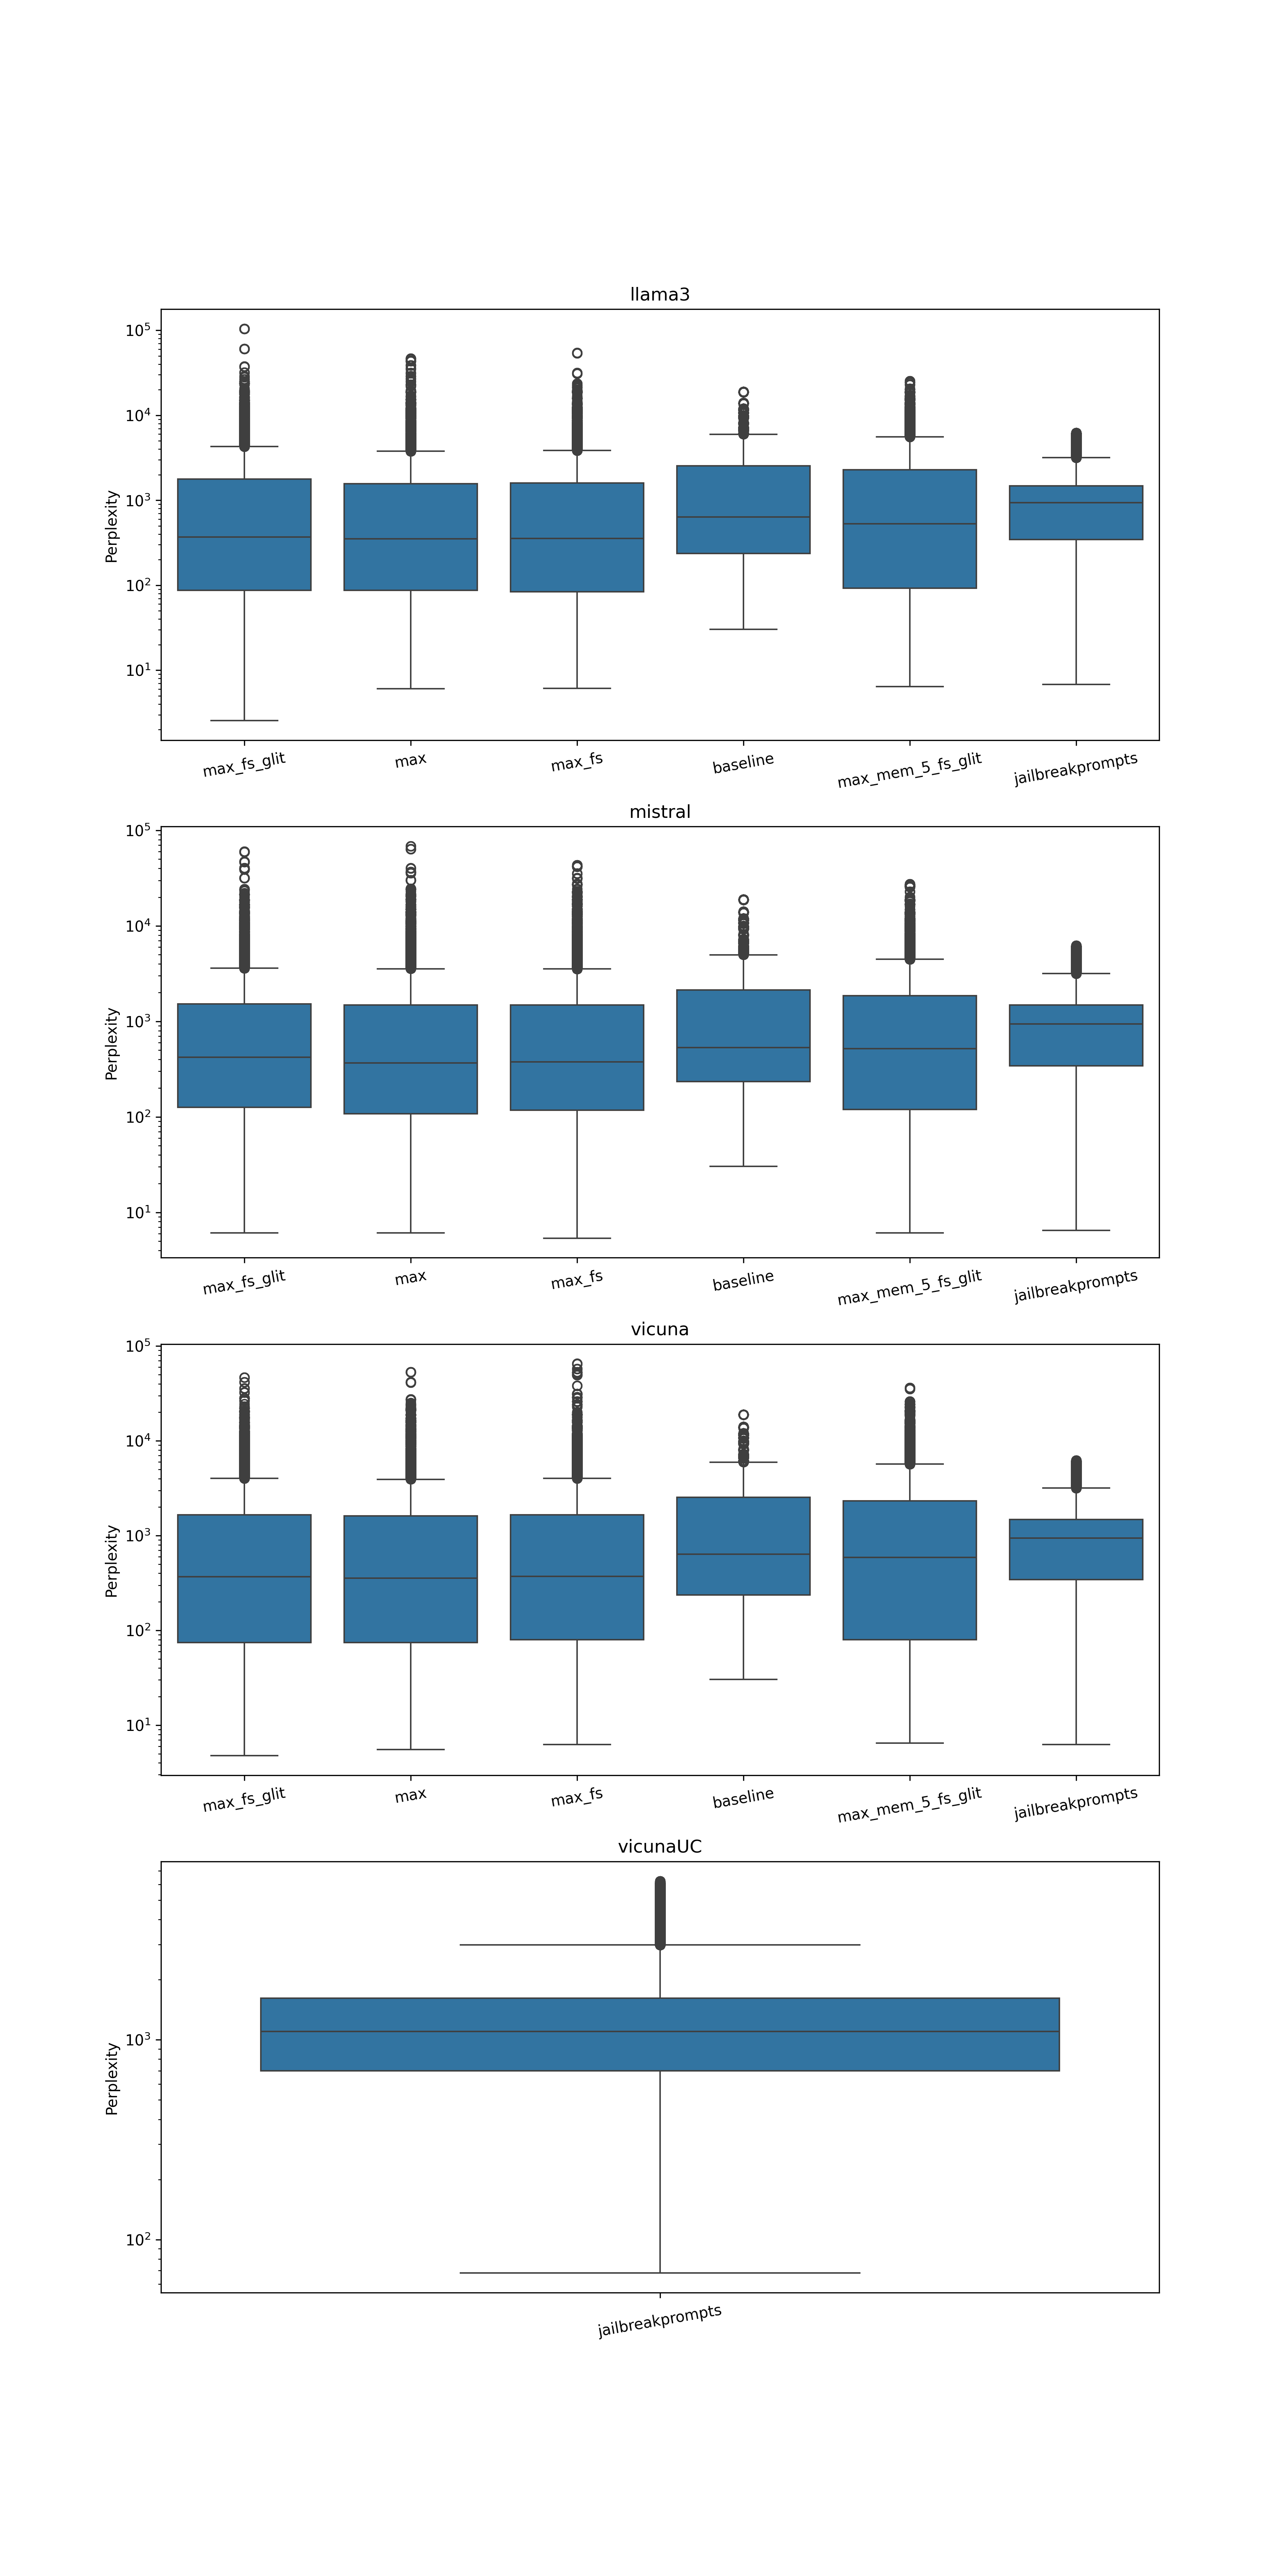 llama3
10^5
10^4
10^3
10^2
10^1
Perplexity
max_fs_glit max max_fs baseline max_mem_5_fs_glit jailbreakprompts
mistral
10^5
10^4
10^3
10^2
10^1
Perplexity
max_fs_glit max max_fs baseline max_mem_5_fs_glit jailbreakprompts
vicuna
10^5
10^4
10^3
10^2
10^1
Perplexity
max_fs_glit max max_fs baseline max_mem_5_fs_glit jailbreakprompts
vicunaUC
10^3
10^2
Perplexity
jailbreakprompts